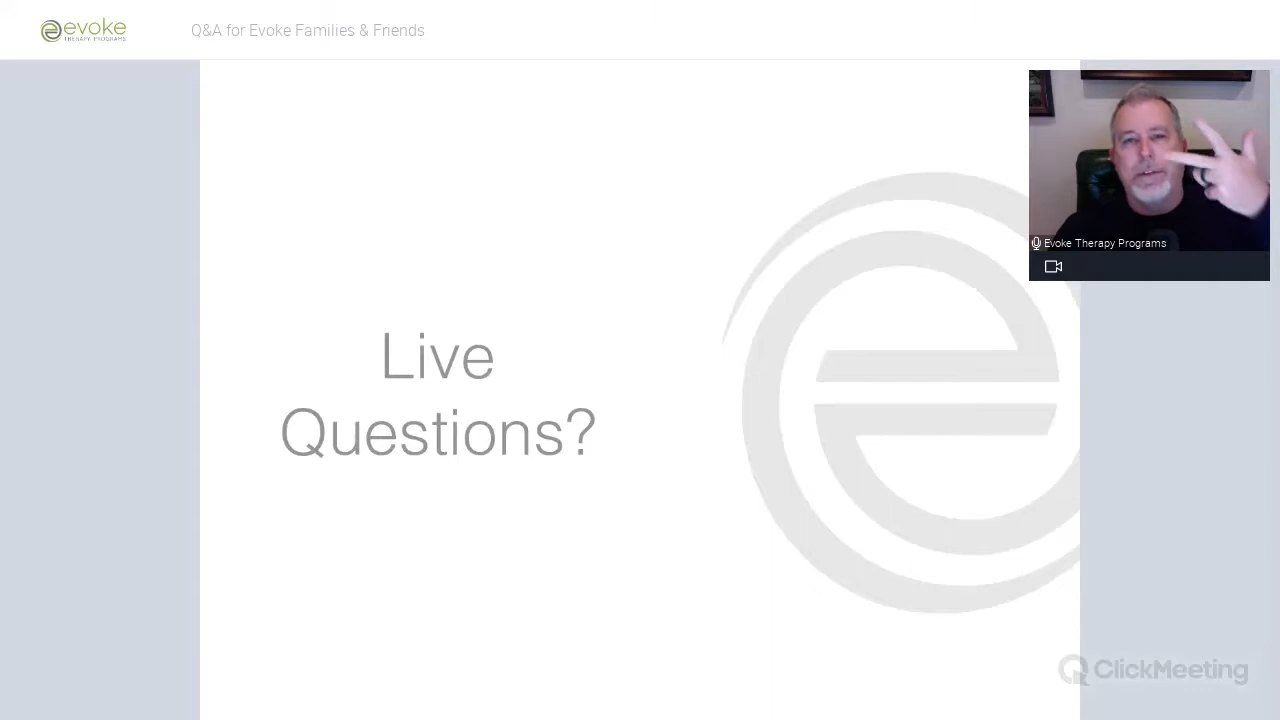 evoke
THERAPY PROGRAMS
Q&A for Evoke Families & Friends
Evoke Therapy Programs
Live
Questions?
ClickMeeting